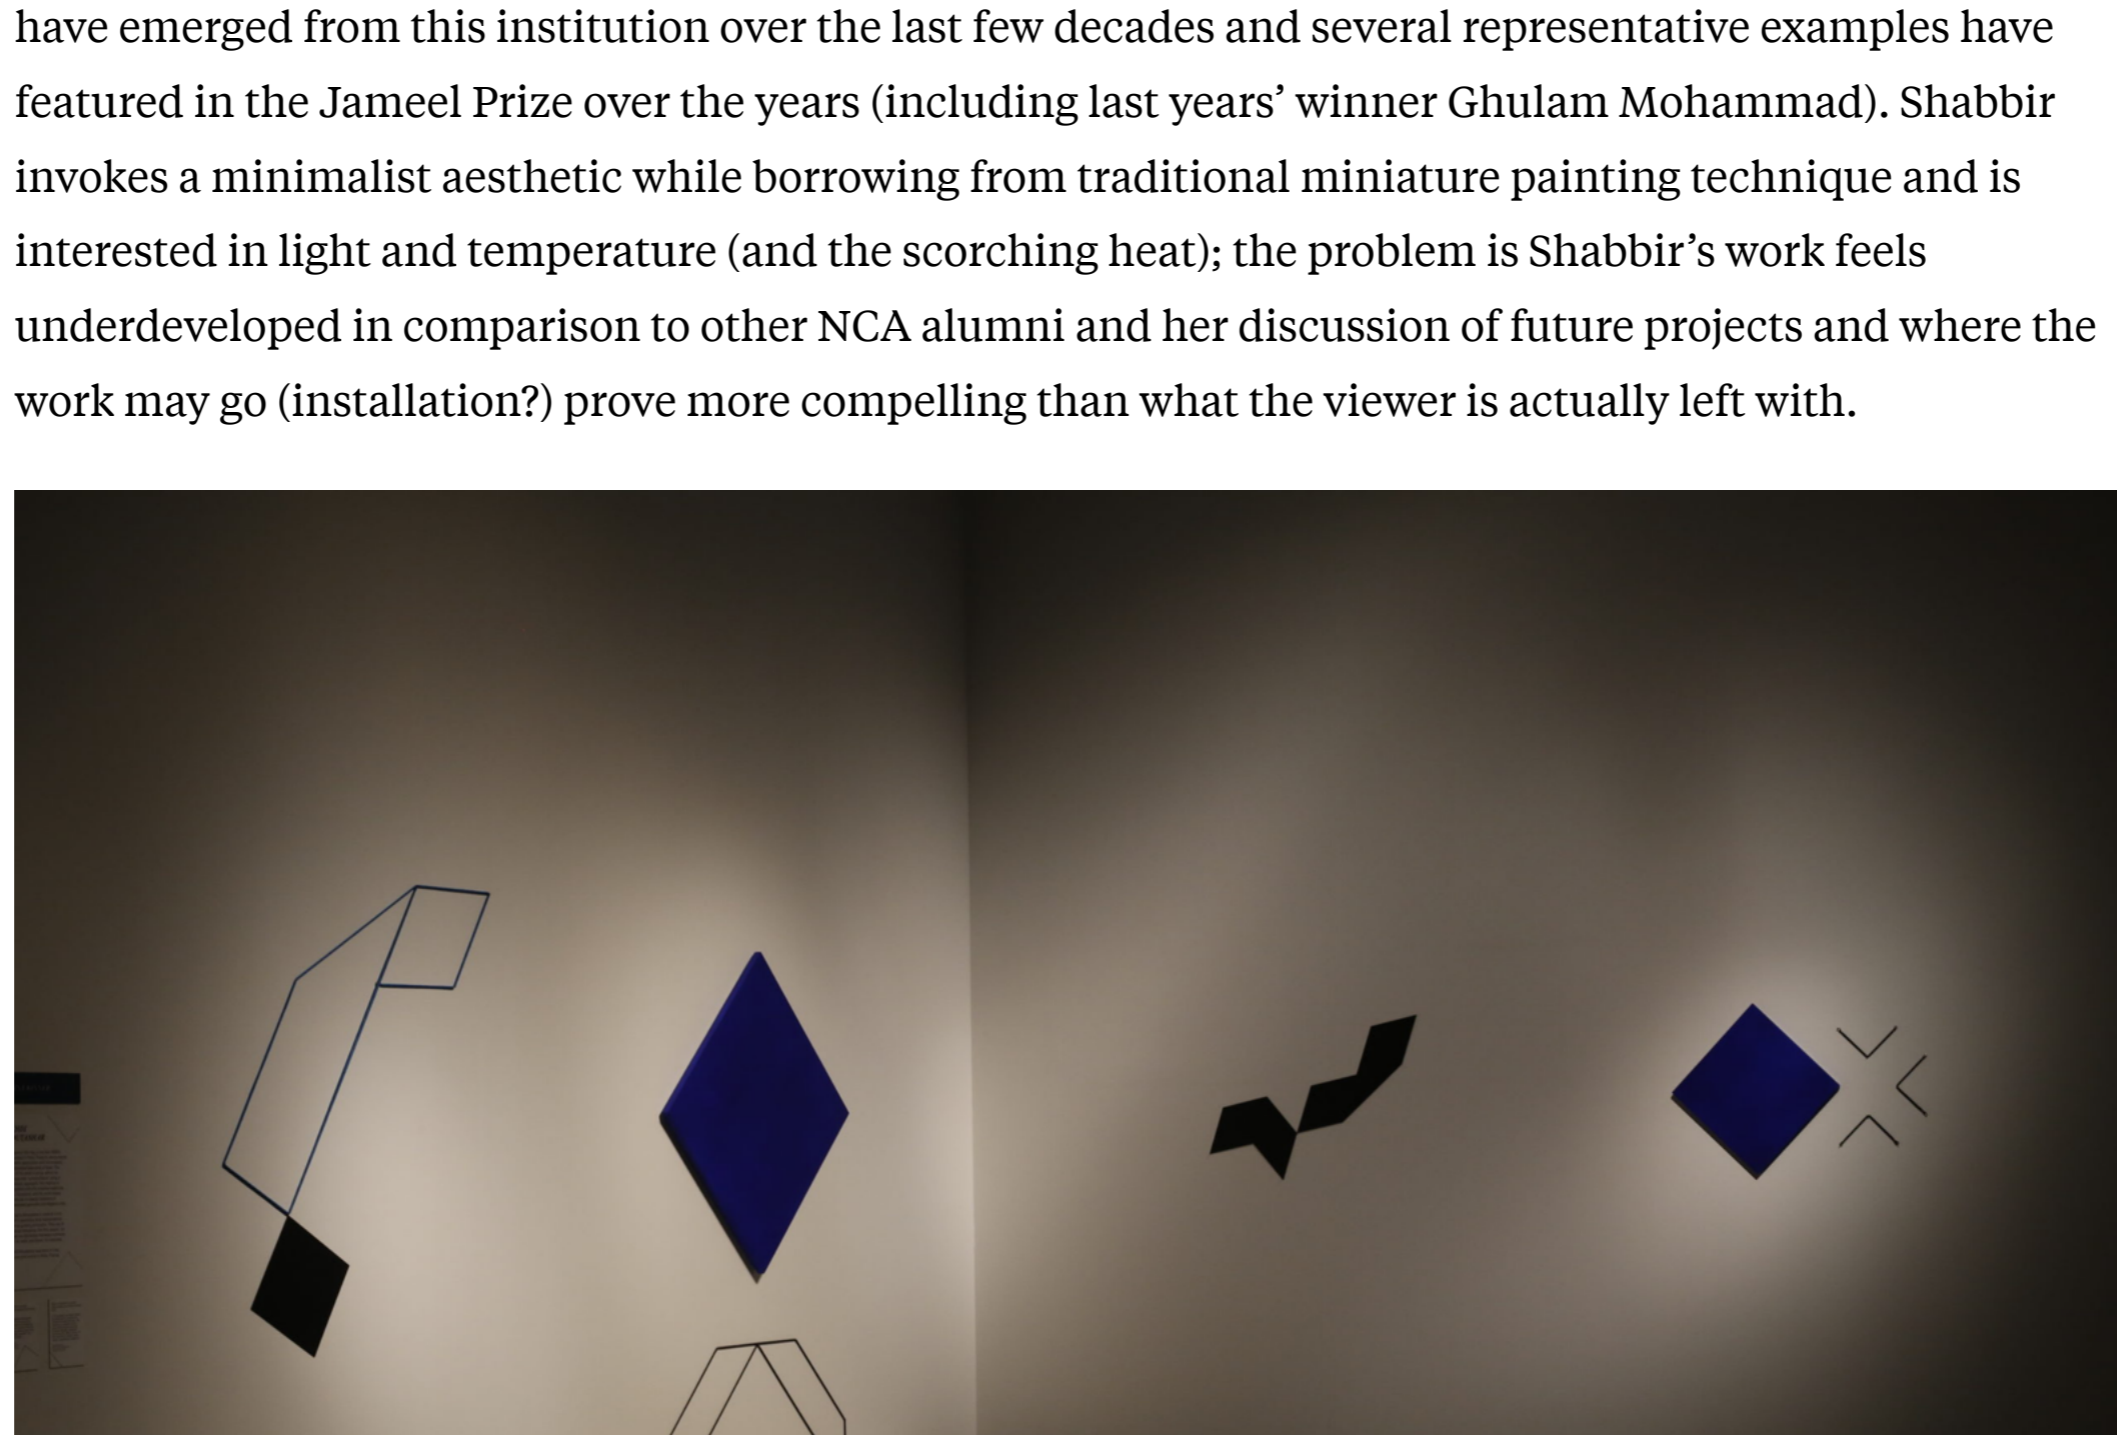 have emerged from this institution over the last few decades and several representative examples have
featured in the Jameel Prize over the years (including last years’ winner Ghulam Mohammad). Shabbir
invokes a minimalist aesthetic while borrowing from traditional miniature painting technique and is
interested in light and temperature (and the scorching heat); the problem is Shabbir’s work feels
underdeveloped in comparison to other NCA alumni and her discussion of future projects and where the
work may go (installation?) prove more compelling than what the viewer is actually left with.